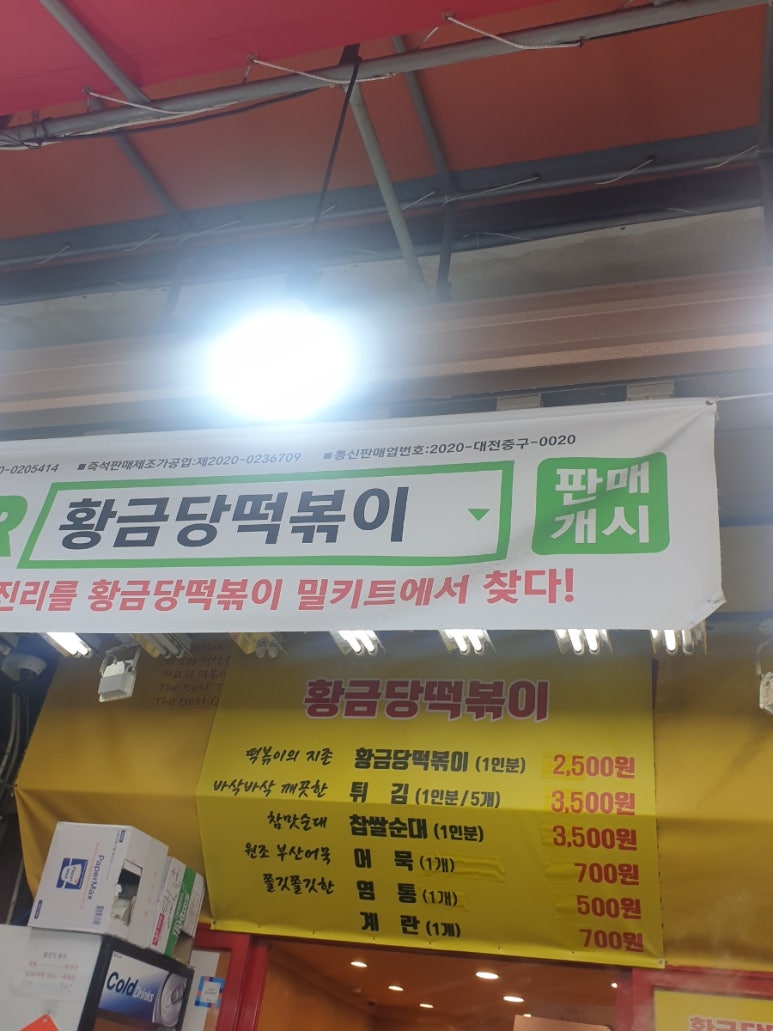 0-0205414 ■즉석판매제조가공업:제2020-0236709 ■통신판매업번호:2020-대전중구-0020
R 황금당떡볶이 판매개시
진리를 황금당떡볶이 밀키트에서 찾다!
The Best
The Best
황금당떡볶이
떡볶이의 지존 황금당떡볶이 (1인분) 2,500원
바삭바삭 깨끗한 튀 김 (1인분/5개) 3,500원
참맛순대 찹쌀순대 (1인분) 3,500원
원조 부산어묵 어 묵 (1개) 700원
쫄깃쫄깃한 염 통 (1개) 500원
계 란 (1개) 700원
PaperMax
Cold Drinks
황금당